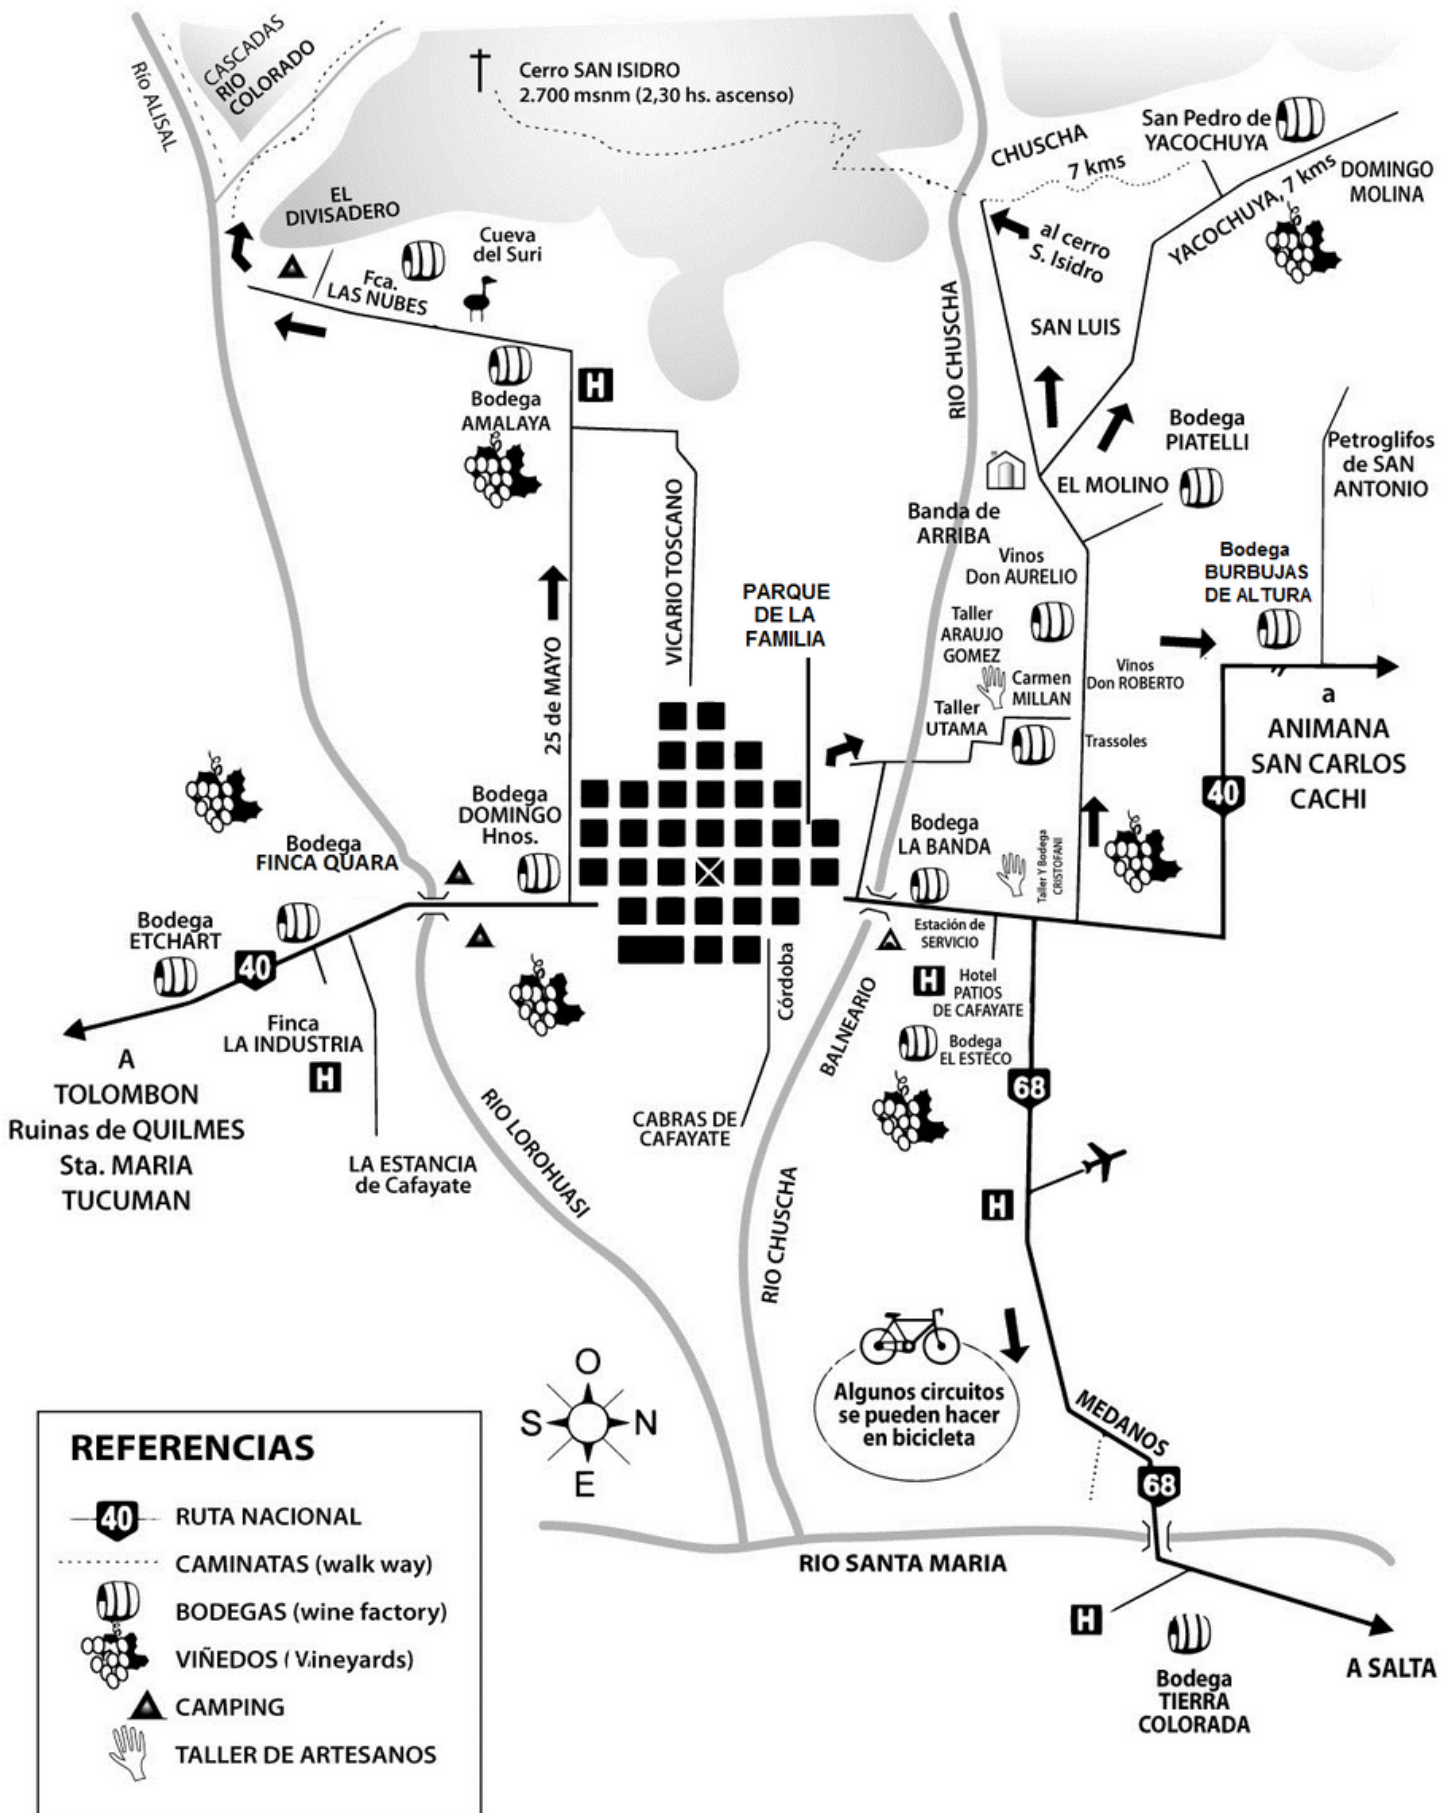 CASCADAS
RIO
COLORADO
Río ALISAL
Cerro SAN ISIDRO
2.700 msnm (2,30 hs. ascenso)
CHUSCHA
7 kms
San Pedro de
YACOCHUYA
YACOCHUYA, 7 kms
DOMINGO
MOLINA
al cerro
S. Isidro
EL
DIVISADERO
Fca.
LAS NUBES
Cueva
del Suri
RIO CHUSCHA
SAN LUIS
Bodega
AMALAYA
H
VICARIO TOSCANO
25 de MAYO
Bodega
PIATELLI
EL MOLINO
Petroglifos
de SAN
ANTONIO
Banda de
ARRIBA
Vinos
Don AURELIO
Bodega
BURBUJAS
DE ALTURA
PARQUE
DE LA
FAMILIA
Taller
ARAUJO
GOMEZ
Carmen
MILLAN
Vinos
Don ROBERTO
Taller
UTAMA
Trassoles
a
ANIMANA
SAN CARLOS
CACHI
40
Bodega
DOMINGO
Hnos.
Bodega
FINCA QUARA
Bodega
ETCHART
40
Bodega
LA BANDA
Taller Y Bodega
CRISTOFANI
Estación de
SERVICIO
H
Hotel
PATIOS
DE CAFAYATE
Bodega
EL ESTECO
Córdoba
BALNEARIO
Finca
LA INDUSTRIA
H
A
TOLOMBON
Ruinas de QUILMES
Sta. MARIA
TUCUMAN
LA ESTANCIA
de Cafayate
RIO LOROHUASI
CABRAS DE
CAFAYATE
RIO CHUSCHA
68
H
Algunos circuitos
se pueden hacer
en bicicleta
MEDANOS
68
O
S N
E
RIO SANTA MARIA
H
Bodega
TIERRA
COLORADA
A SALTA
REFERENCIAS
40 RUTA NACIONAL
CAMINATAS (walk way)
BODEGAS (wine factory)
VIÑEDOS (Vineyards)
CAMPING
TALLER DE ARTESANOS